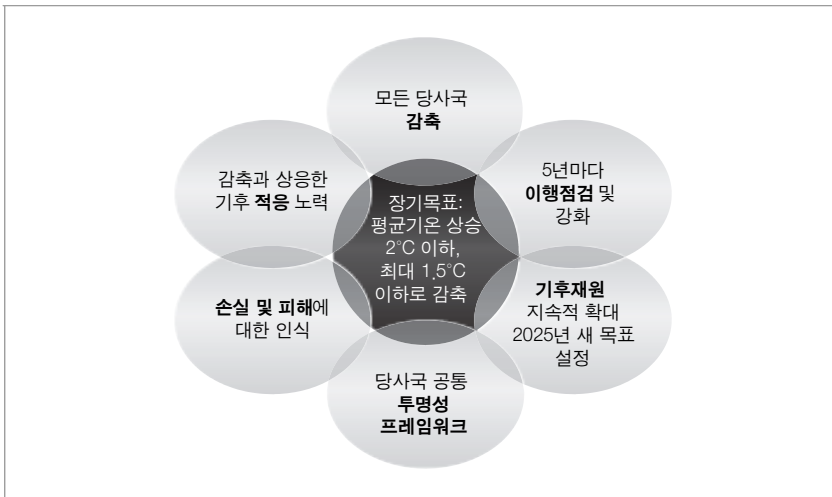 모든 당사국
감축
5년마다
이행점검 및
강화
기후재원
지속적 확대
2025년 새 목표
설정
당사국 공통
투명성
프레임워크
손실 및 피해에
대한 인식
감축과 상응한
기후 적응 노력
장기목표:
평균기온 상승
2°C 이하,
최대 1.5°C
이하로 감축